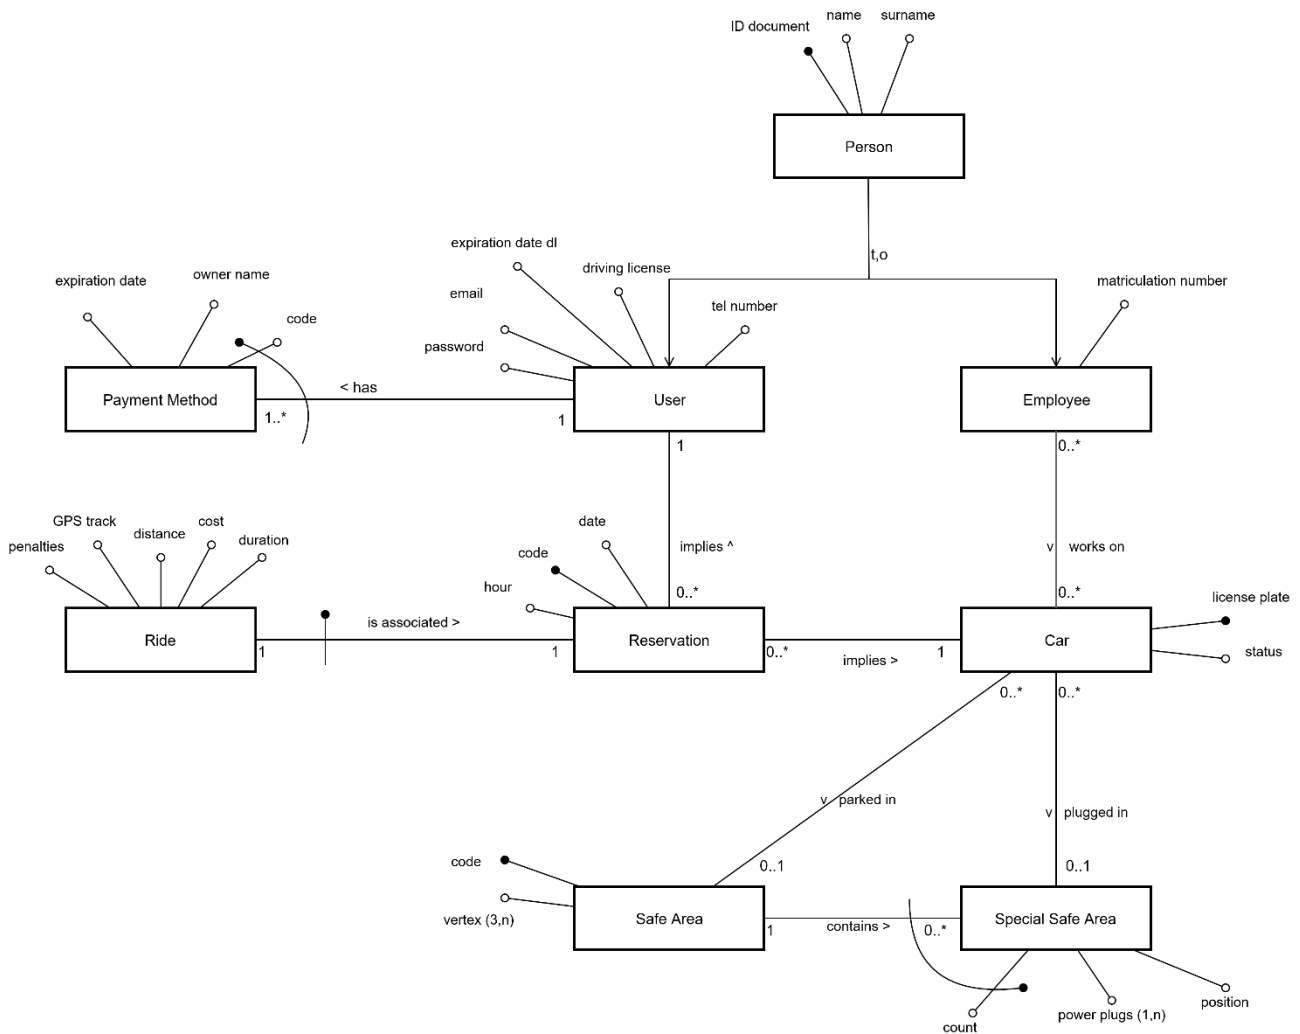 name
surname
ID document
Person
t,o
expiration date dl
driving license
email
tel number
password
matriculation number
expiration date
owner name
code
Payment Method
< has
1..*
1
User
1
Employee
0..*
GPS track
penalties
distance
cost
duration
date
code
hour
implies ^
0..*
v works on
0..*
license plate
status
Ride
1
is associated >
1
Reservation
0..*
implies >
1
Car
0..*
0..*
v parked in
v plugged in
0..1
0..1
code
vertex (3,n)
Safe Area
1
contains >
0..*
Special Safe Area
count
power plugs (1,n)
position